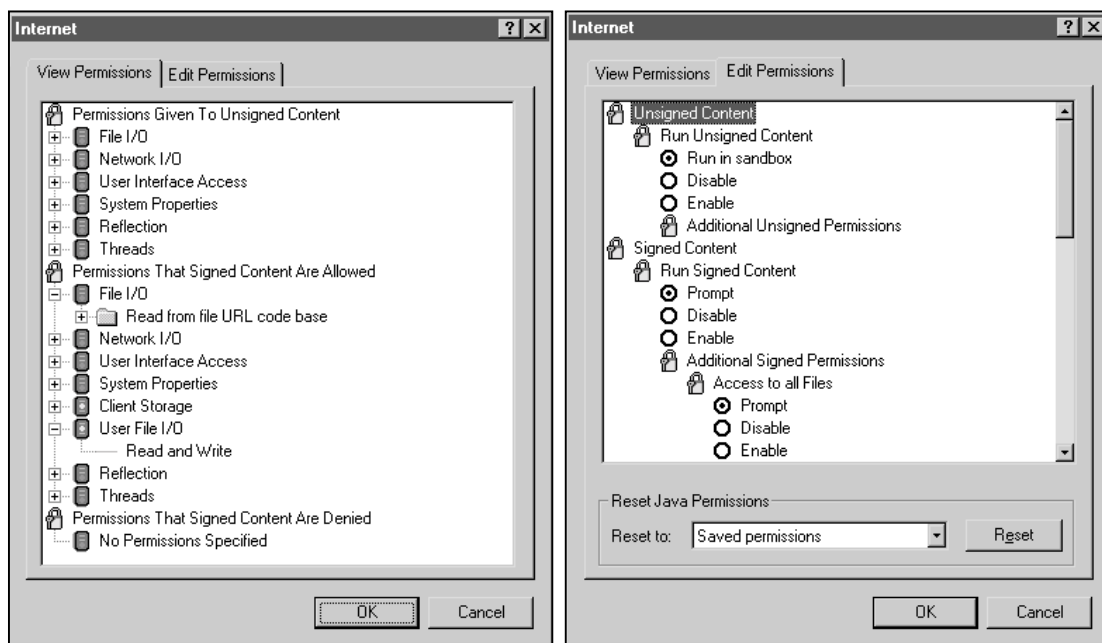 Internet
View Permissions
Edit Permissions
Permissions Given To Unsigned Content
File I/O
Network I/O
User Interface Access
System Properties
Reflection
Threads
Permissions That Signed Content Are Allowed
File I/O
Read from file URL code base
Network I/O
User Interface Access
System Properties
Client Storage
User File I/O
Read and Write
Reflection
Threads
Permissions That Signed Content Are Denied
No Permissions Specified
OK
Cancel
Internet
View Permissions
Edit Permissions
Unsigned Content
Run Unsigned Content
Run in sandbox
Disable
Enable
Additional Unsigned Permissions
Signed Content
Run Signed Content
Prompt
Disable
Enable
Additional Signed Permissions
Access to all Files
Prompt
Disable
Enable
Reset Java Permissions
Reset to:
Saved permissions
Reset
OK
Cancel